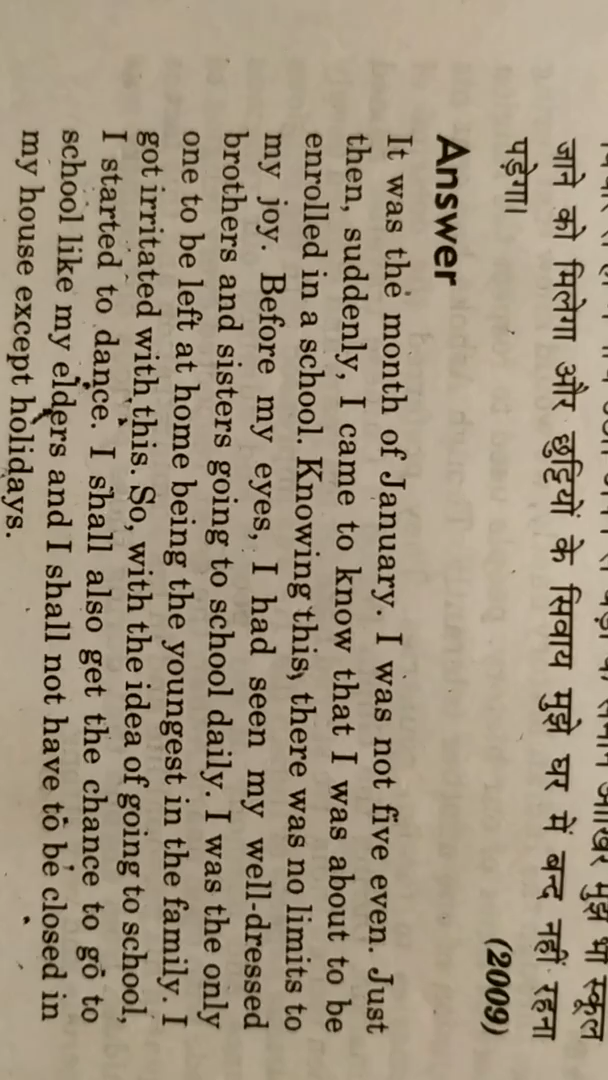 समान आखिर मुझे भी स्कूल
जाने को मिलेगा और छुट्टियों के सिवाय मुझे घर में बन्द नहीं रहना
पड़ेगा।
(2009)
Answer
It was the month of January. I was not five even. Just
then, suddenly, I came to know that I was about to be
enrolled in a school. Knowing this, there was no limits to
my joy. Before my eyes, I had seen my well-dressed
brothers and sisters going to school daily. I was the only
one to be left at home being the youngest in the family. I
got irritated with this. So, with the idea of going to school,
I started to dance. I shall also get the chance to go to
school like my elders and I shall not have to be closed in
my house except holidays.